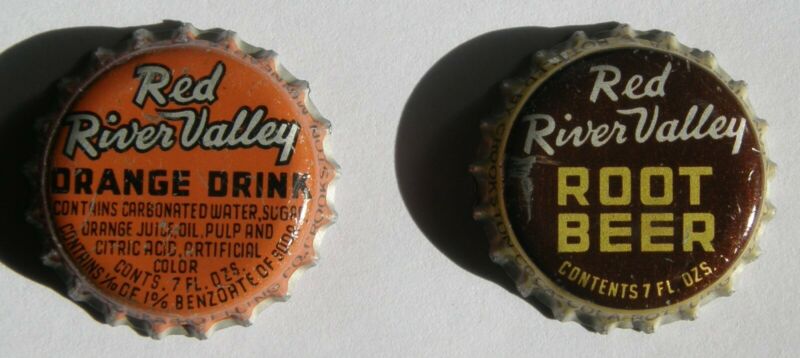 Red
River Valley
ORANGE DRINK
CONTAINS CARBONATED WATER, SUGAR
ORANGE JUICE, OIL, PULP AND
CITRIC ACID, ARTIFICIAL
COLOR
CONTS. 7 FL. OZS.
CONTAINS 1/10 OF 1% BENZOATE OF SODA
Red
River Valley
ROOT
BEER
CONTENTS 7 FL. OZS.